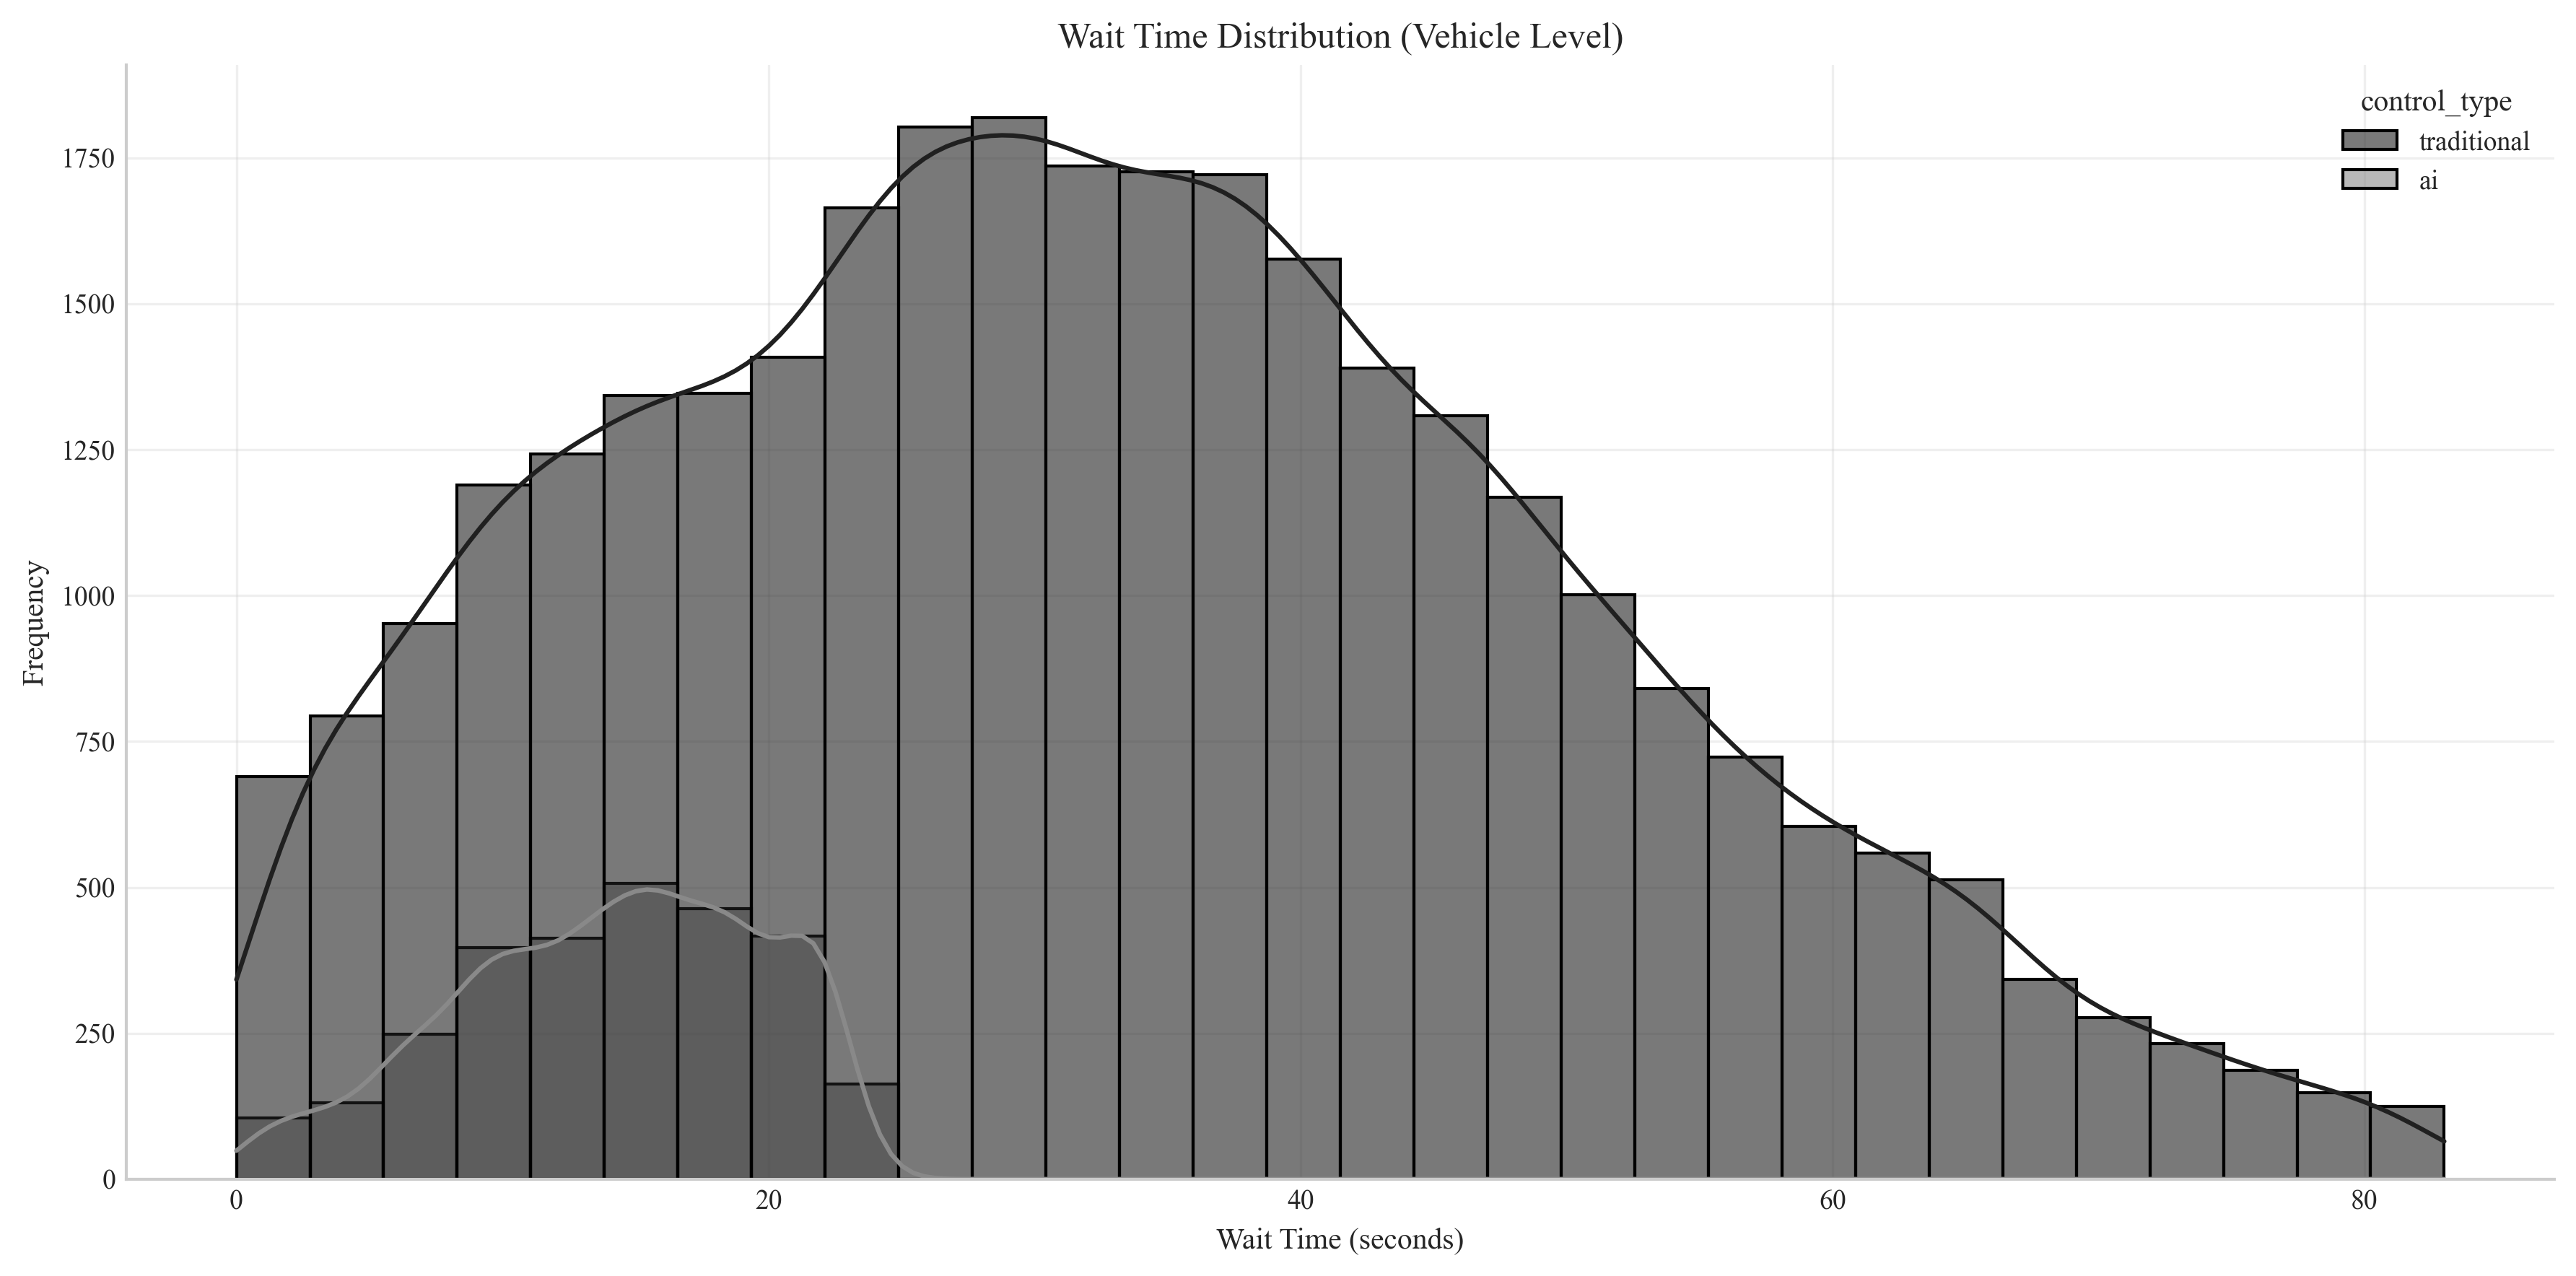 Wait Time Distribution (Vehicle Level)
control_type
traditional
ai
Frequency
1750
1500
1250
1000
750
500
250
0
0 20 40 60 80
Wait Time (seconds)